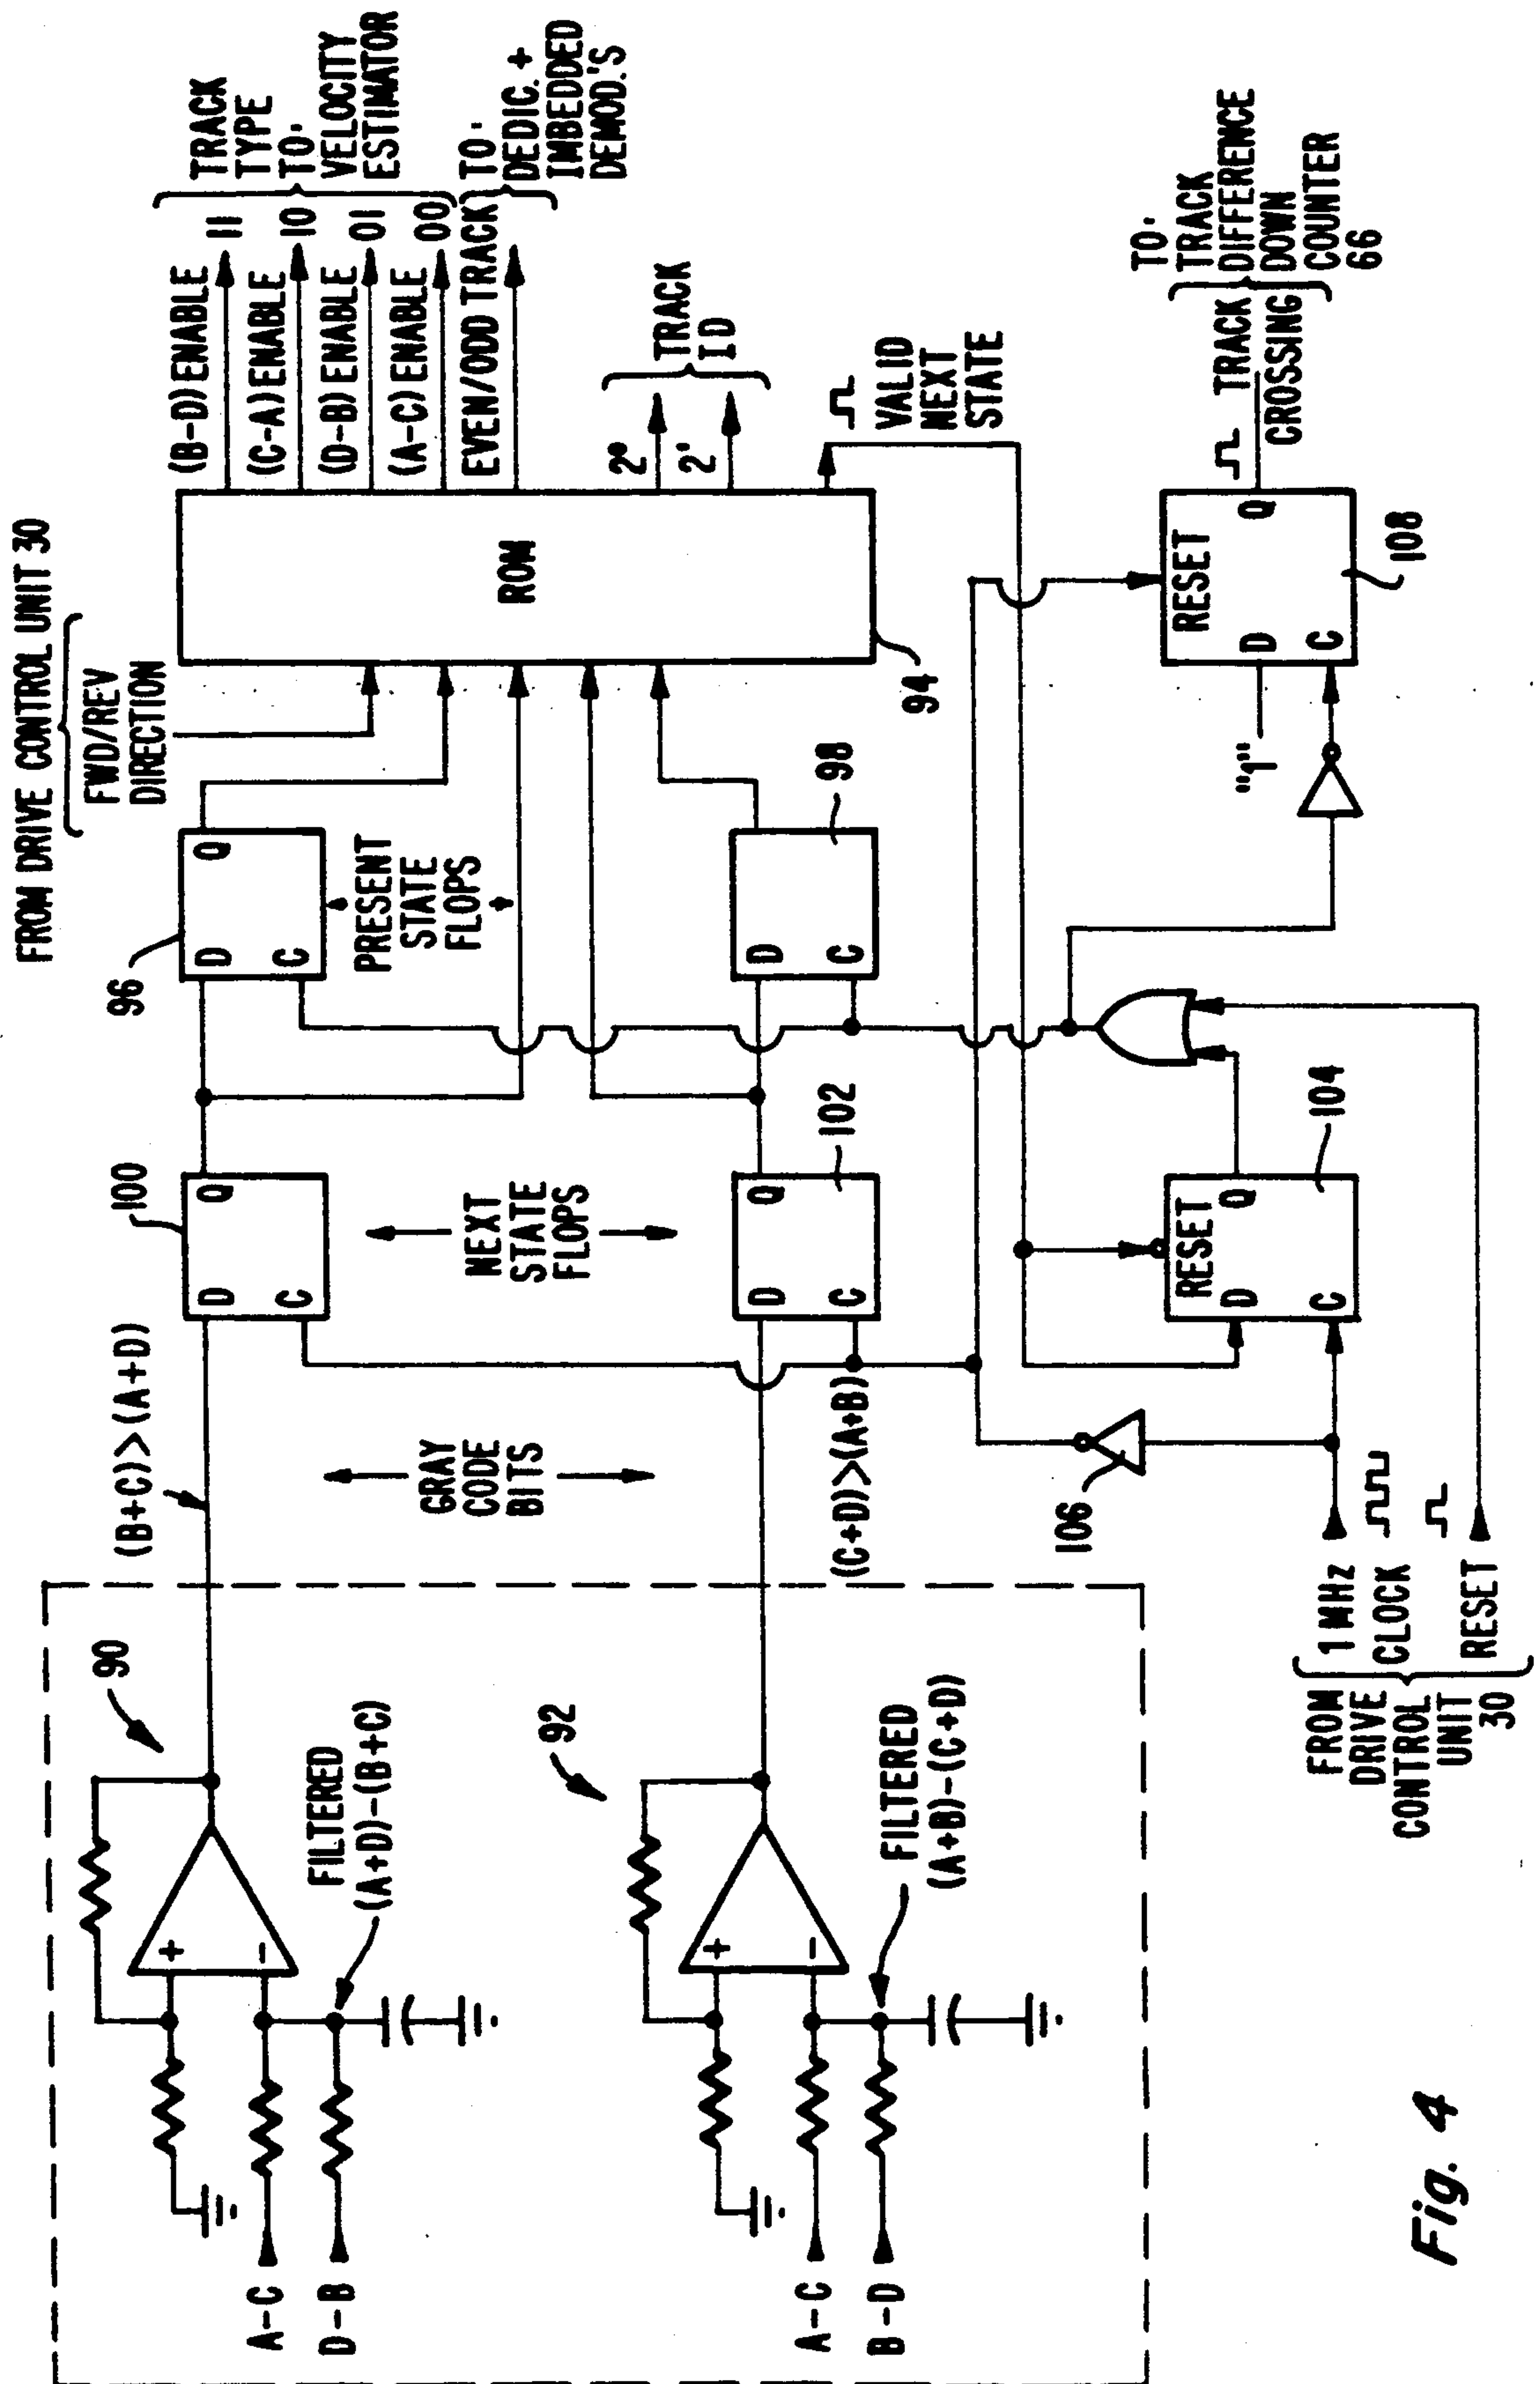 FROM DRIVE CONTROL UNIT 30
FWD/REV
DIRECTION
90
A-C
D-B
+
-
FILTERED
(A+D)-(B+C)
(B+C)>(A+D)
92
A-C
B-D
+
-
FILTERED
(A+B)-(C+D)
(C+D)>(A+B)
GRAY
CODE
BITS
100
D
Q
C
NEXT
STATE
FLOPS
102
D
Q
C
96
D
Q
C
PRESENT
STATE
FLOPS
98
D
C
ROM
94
(B-D) ENABLE 11
(C-A) ENABLE 10
(D-B) ENABLE 01
(A-C) ENABLE 00
TRACK
TYPE
TO·
VELOCITY
ESTIMATOR
EVEN/ODD TRACK
TO·
DEDIC. +
IMBEDDED
DEMOD.'S
2⁰
2'
TRACK
ID
VALID
NEXT
STATE
106
RESET
D
Q
C
104
"1"
RESET
D
Q
C
108
TRACK
CROSSING
TO·
TRACK
DIFFERENCE
DOWN
COUNTER
66
FROM
DRIVE
CONTROL
UNIT
30
1 MHz
CLOCK
RESET
Fig. 4